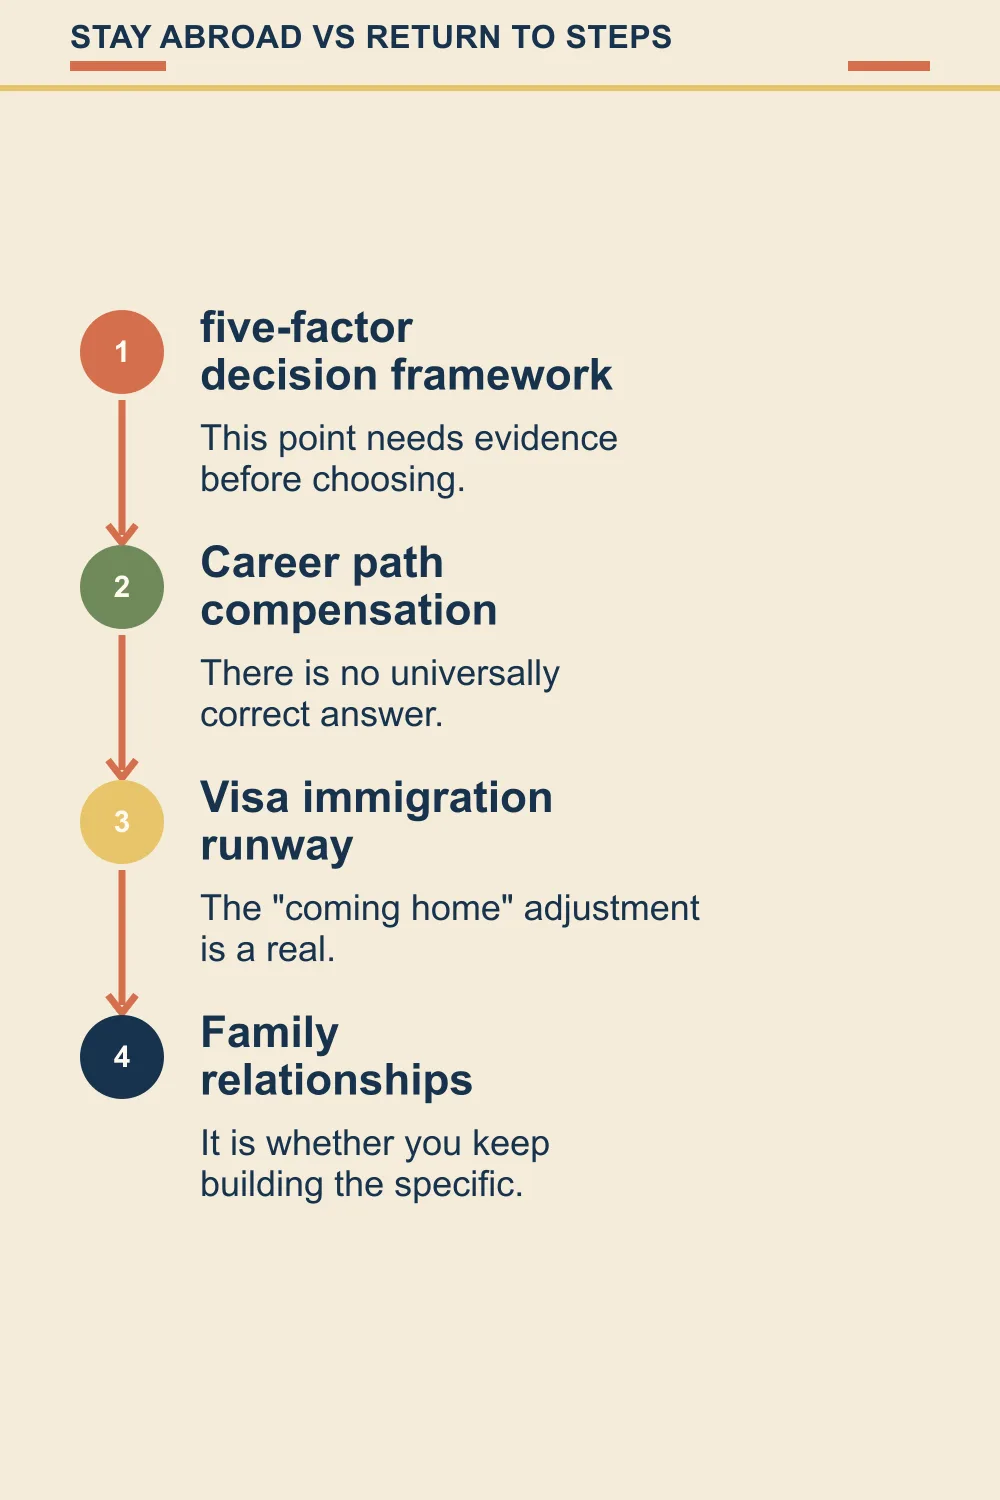 STAY ABROAD VS RETURN TO STEPS
1
five-factor
decision framework
This point needs evidence
before choosing.
2
Career path
compensation
There is no universally
correct answer.
3
Visa immigration
runway
The "coming home" adjustment
is a real.
4
Family
relationships
It is whether you keep
building the specific.